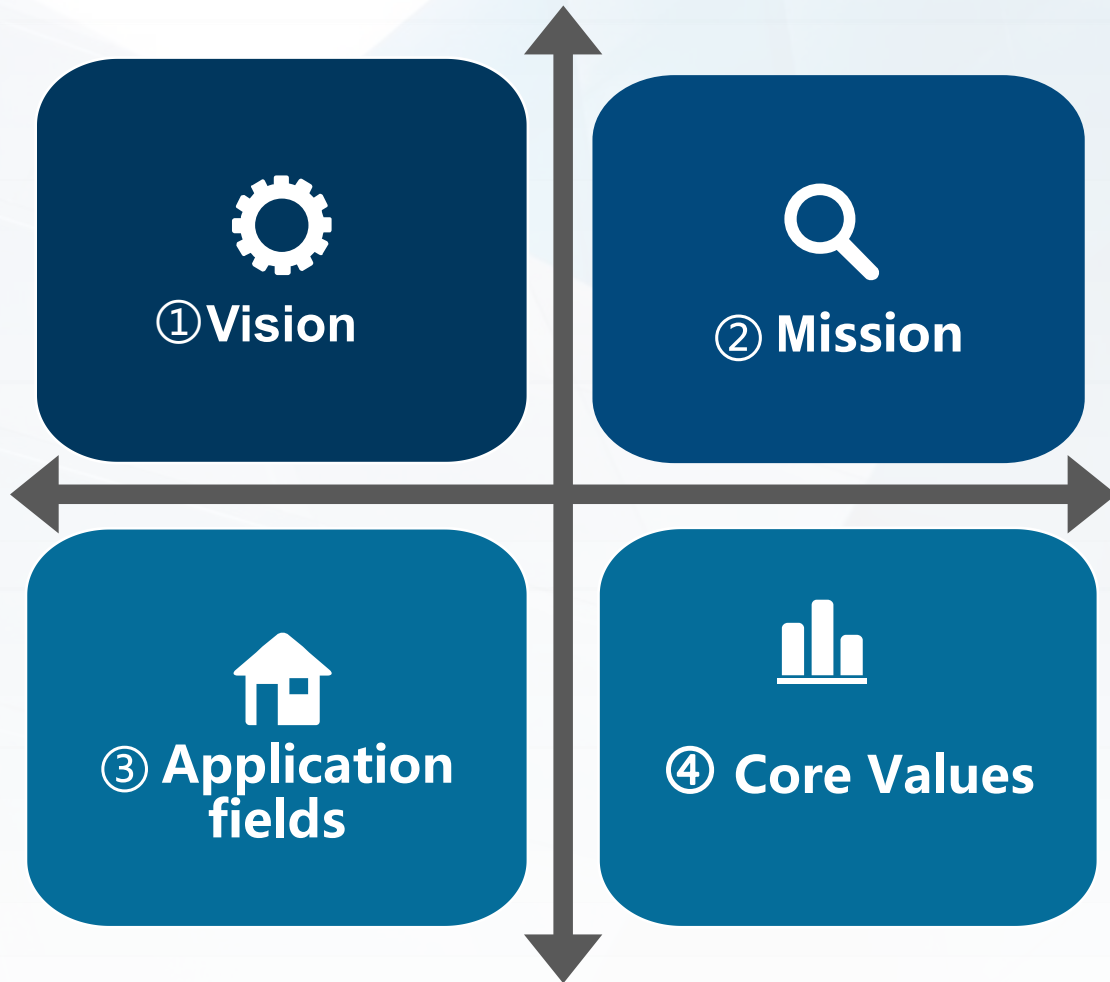 ①Vision
② Mission
③ Application
fields
④ Core Values